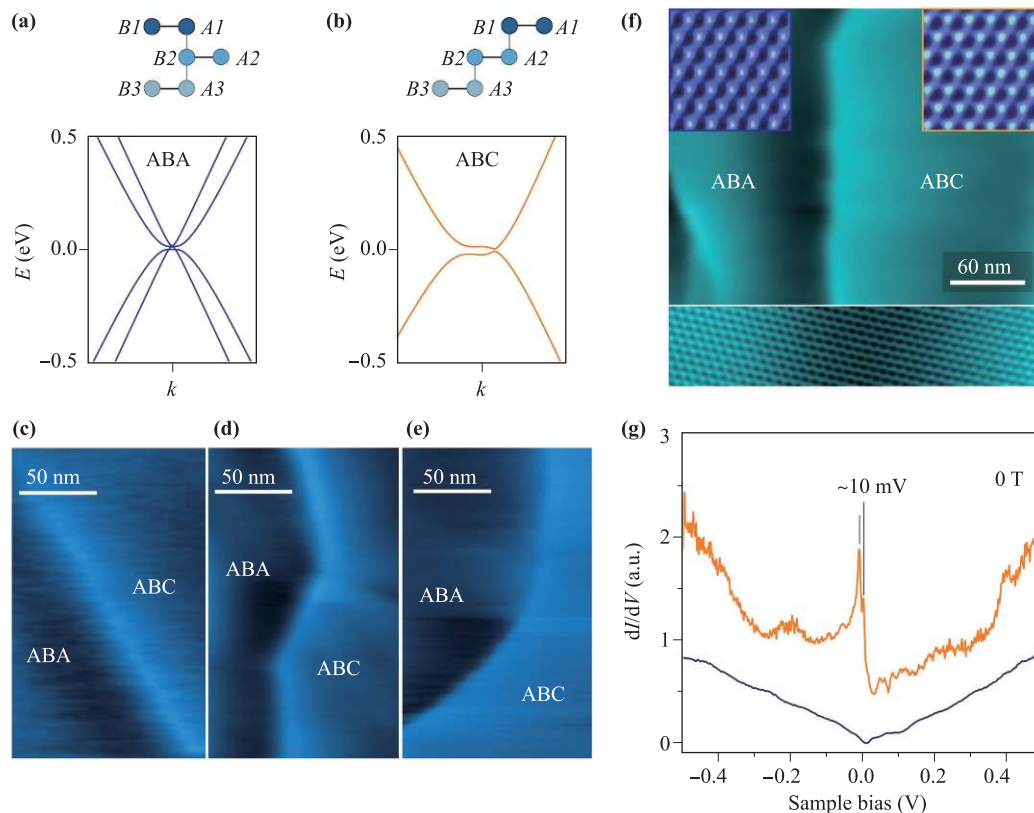 (a)
B1 A1
B2 A2
B3 A3
0.5
ABA
E (eV)
0.0
−0.5
k
(b)
B1 A1
B2 A2
B3 A3
0.5
ABC
E (eV)
0.0
−0.5
k
(c)
50 nm
ABC
ABA
(d)
50 nm
ABA
ABC
(e)
50 nm
ABA
ABC
(f)
ABA
ABC
60 nm
(g)
3
~10 mV
0 T
2
dI/dV (a.u.)
1
0
−0.4 −0.2 0.0 0.2 0.4
Sample bias (V)